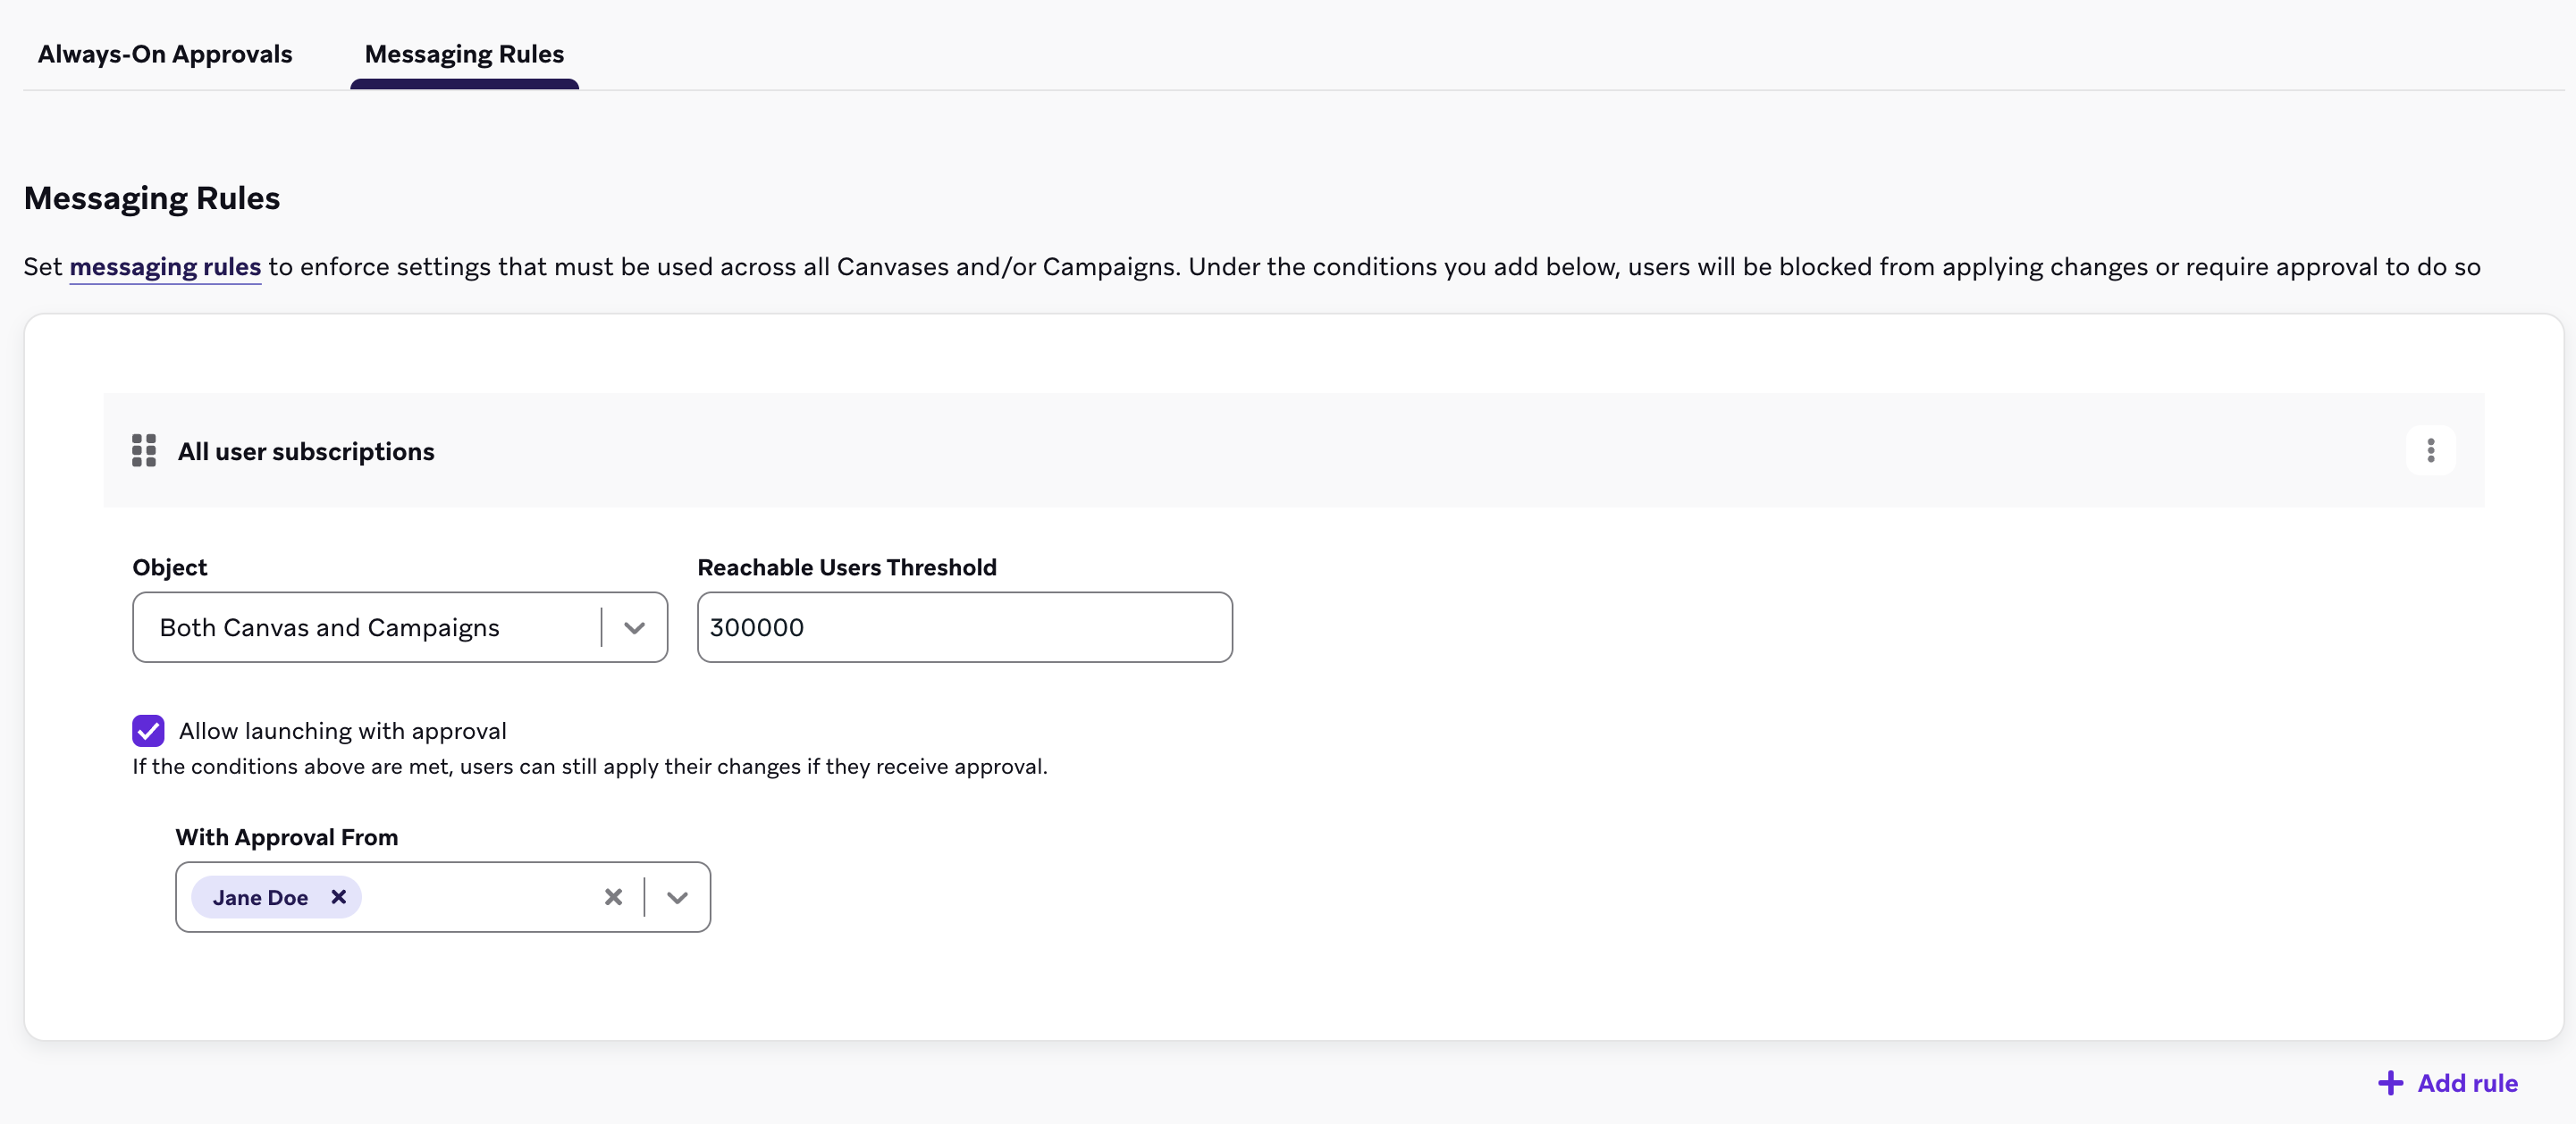 Always-On Approvals
Messaging Rules
Messaging Rules
Set messaging rules to enforce settings that must be used across all Canvases and/or Campaigns. Under the conditions you add below, users will be blocked from applying changes or require approval to do so
All user subscriptions
Object
Reachable Users Threshold
Both Canvas and Campaigns
300000
Allow launching with approval
If the conditions above are met, users can still apply their changes if they receive approval.
With Approval From
Jane Doe
Add rule